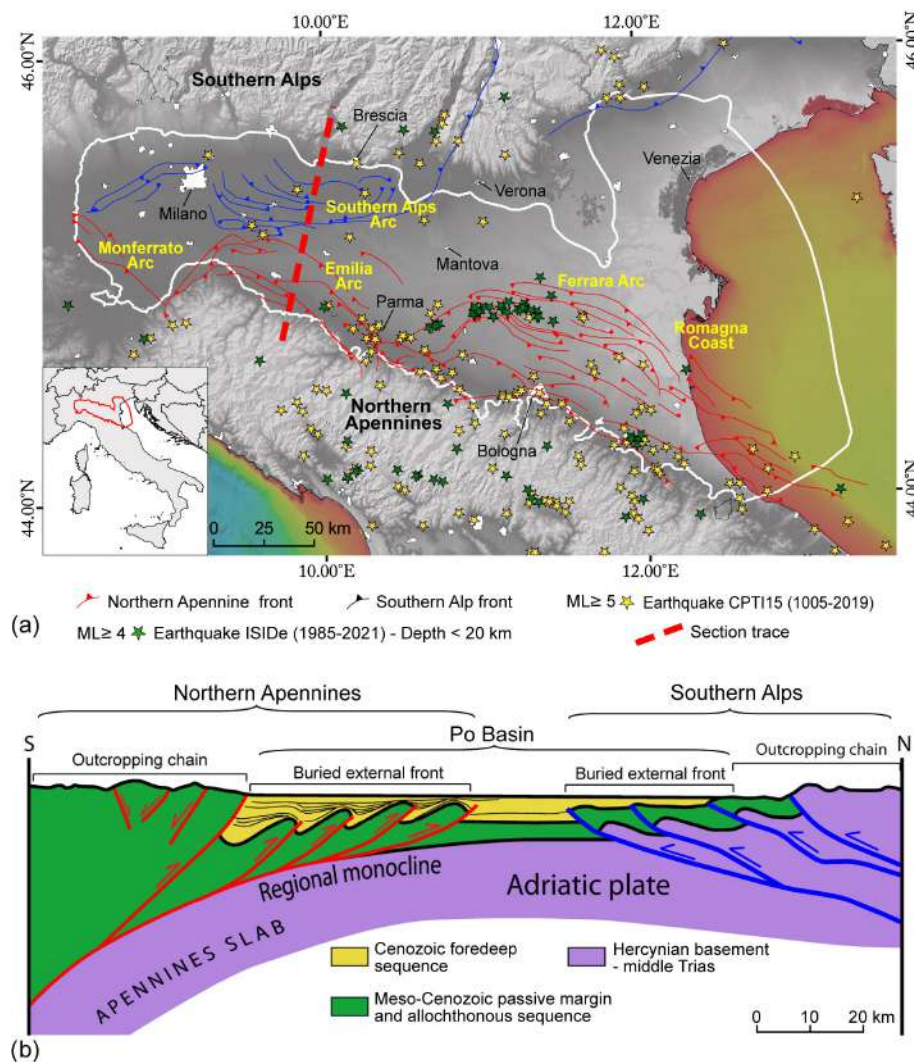 10.00°E 12.00°E
46.00°N 46.00°N
Southern Alps
Brescia
Venezia
Milano
Verona
Southern Alps
Arc
Monferrato
Arc
Mantova
Emilia
Arc
Ferrara Arc
Parma
Romagna
Coast
Northern
Apennines
Bologna
44.00°N 44.00°N
0 25 50 km
10.00°E 12.00°E
Northern Apennine front Southern Alp front ML≥ 5 Earthquake CPTI15 (1005-2019)
(a) ML≥ 4 Earthquake ISIDe (1985-2021) - Depth < 20 km Section trace
Northern Apennines Southern Alps
S Po Basin N
Outcropping chain Buried external front Buried external front Outcropping chain
Regional monocline
Adriatic plate
APENNINES SLAB
Cenozoic foredeep
sequence
Hercynian basement
- middle Trias
Meso-Cenozoic passive margin
and allochthonous sequence
0 10 20 km
(b)